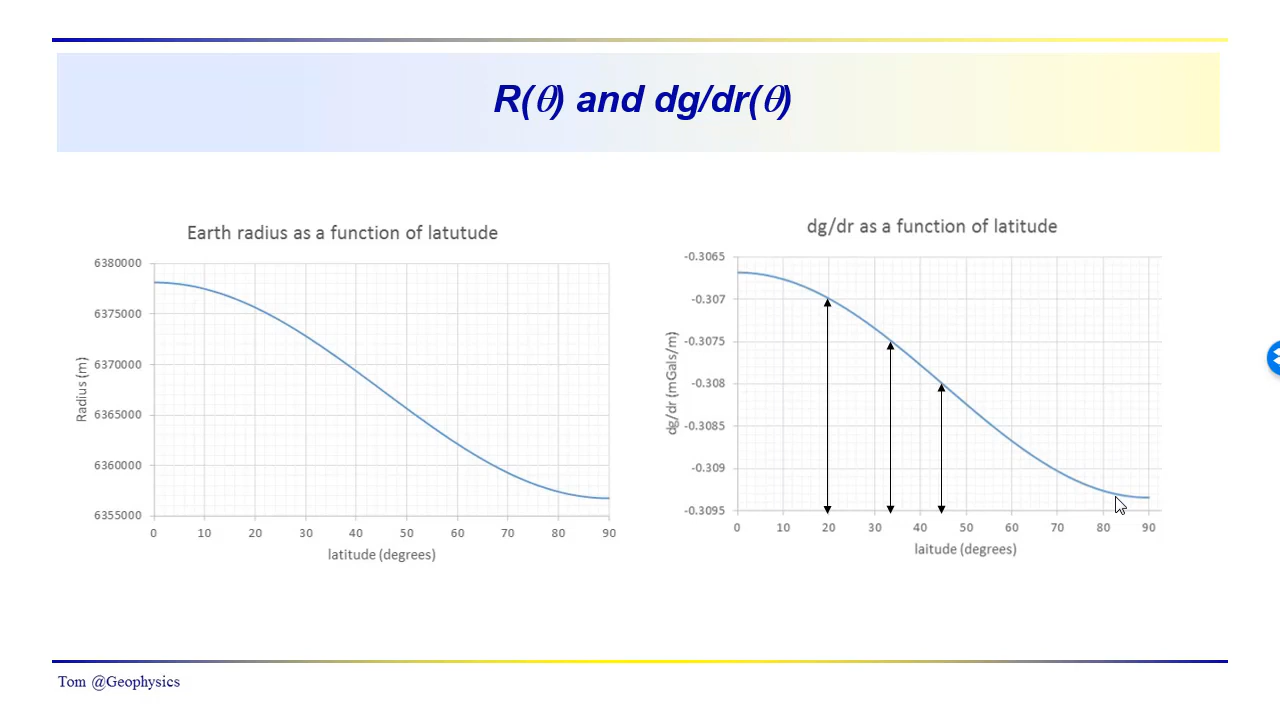 R(θ) and dg/dr(θ)
Earth radius as a function of latutude
6380000
6375000
6370000
6365000
6360000
6355000
Radius (m)
0 10 20 30 40 50 60 70 80 90
latitude (degrees)
dg/dr as a function of latitude
-0.3065
-0.307
-0.3075
-0.308
-0.3085
-0.309
-0.3095
dg/dr (mGals/m)
0 10 20 30 40 50 60 70 80 90
laitude (degrees)
Tom @Geophysics